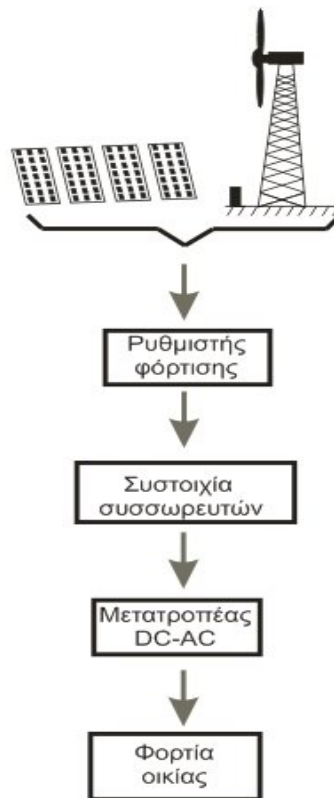 Ρυθμιστής
φόρτισης
Συστοιχία
συσσωρευτών
Μετατροπέας
DC-AC
Φορτία
οικίας